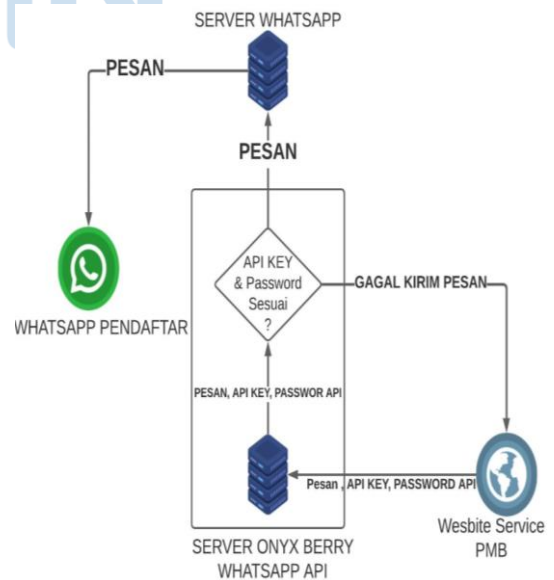 SERVER WHATSAPP
PESAN
PESAN
API KEY
& Password
Sesuai
?
GAGAL KIRIM PESAN
WHATSAPP PENDAFTAR
PESAN, API KEY, PASSWOR API
Pesan , API KEY, PASSWORD API
Wesbite Service
PMB
SERVER ONYX BERRY
WHATSAPP API